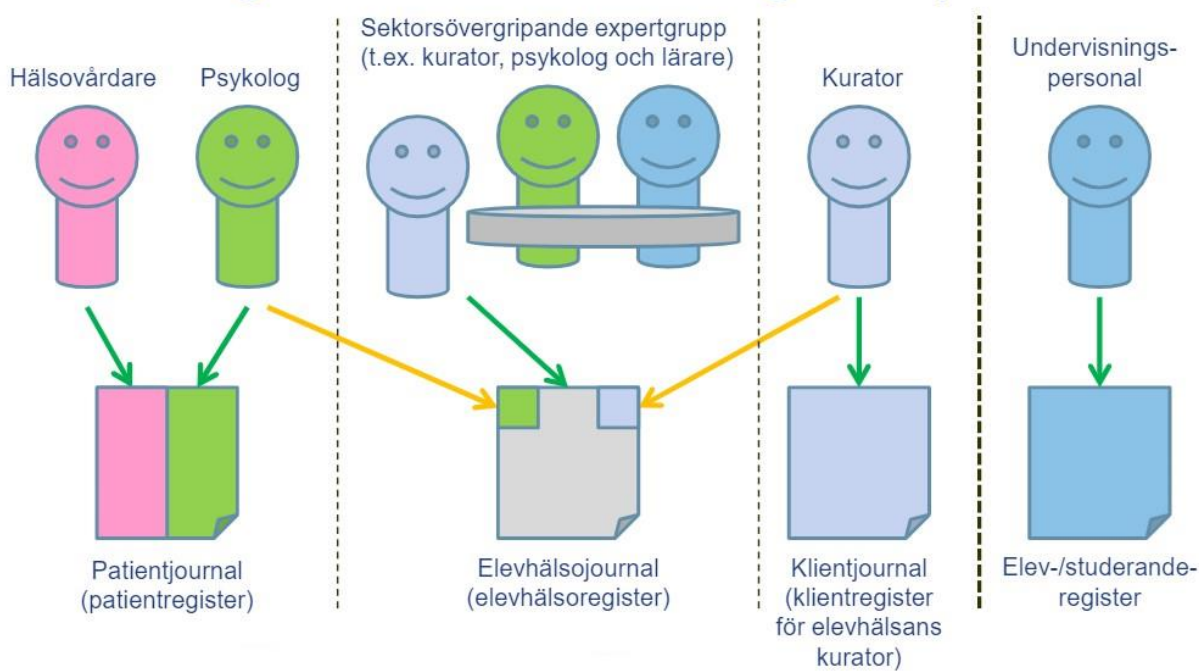 Hälsovårdare
Psykolog
Sektorsövergripande expertgrupp
(t.ex. kurator, psykolog och lärare)
Kurator
Undervisnings-
personal
Patientjournal
(patientregister)
Elevhälsojournal
(elevhälsoregister)
Klientjournal
(klientregister
för elevhälsans
kurator)
Elev-/studerande-
register